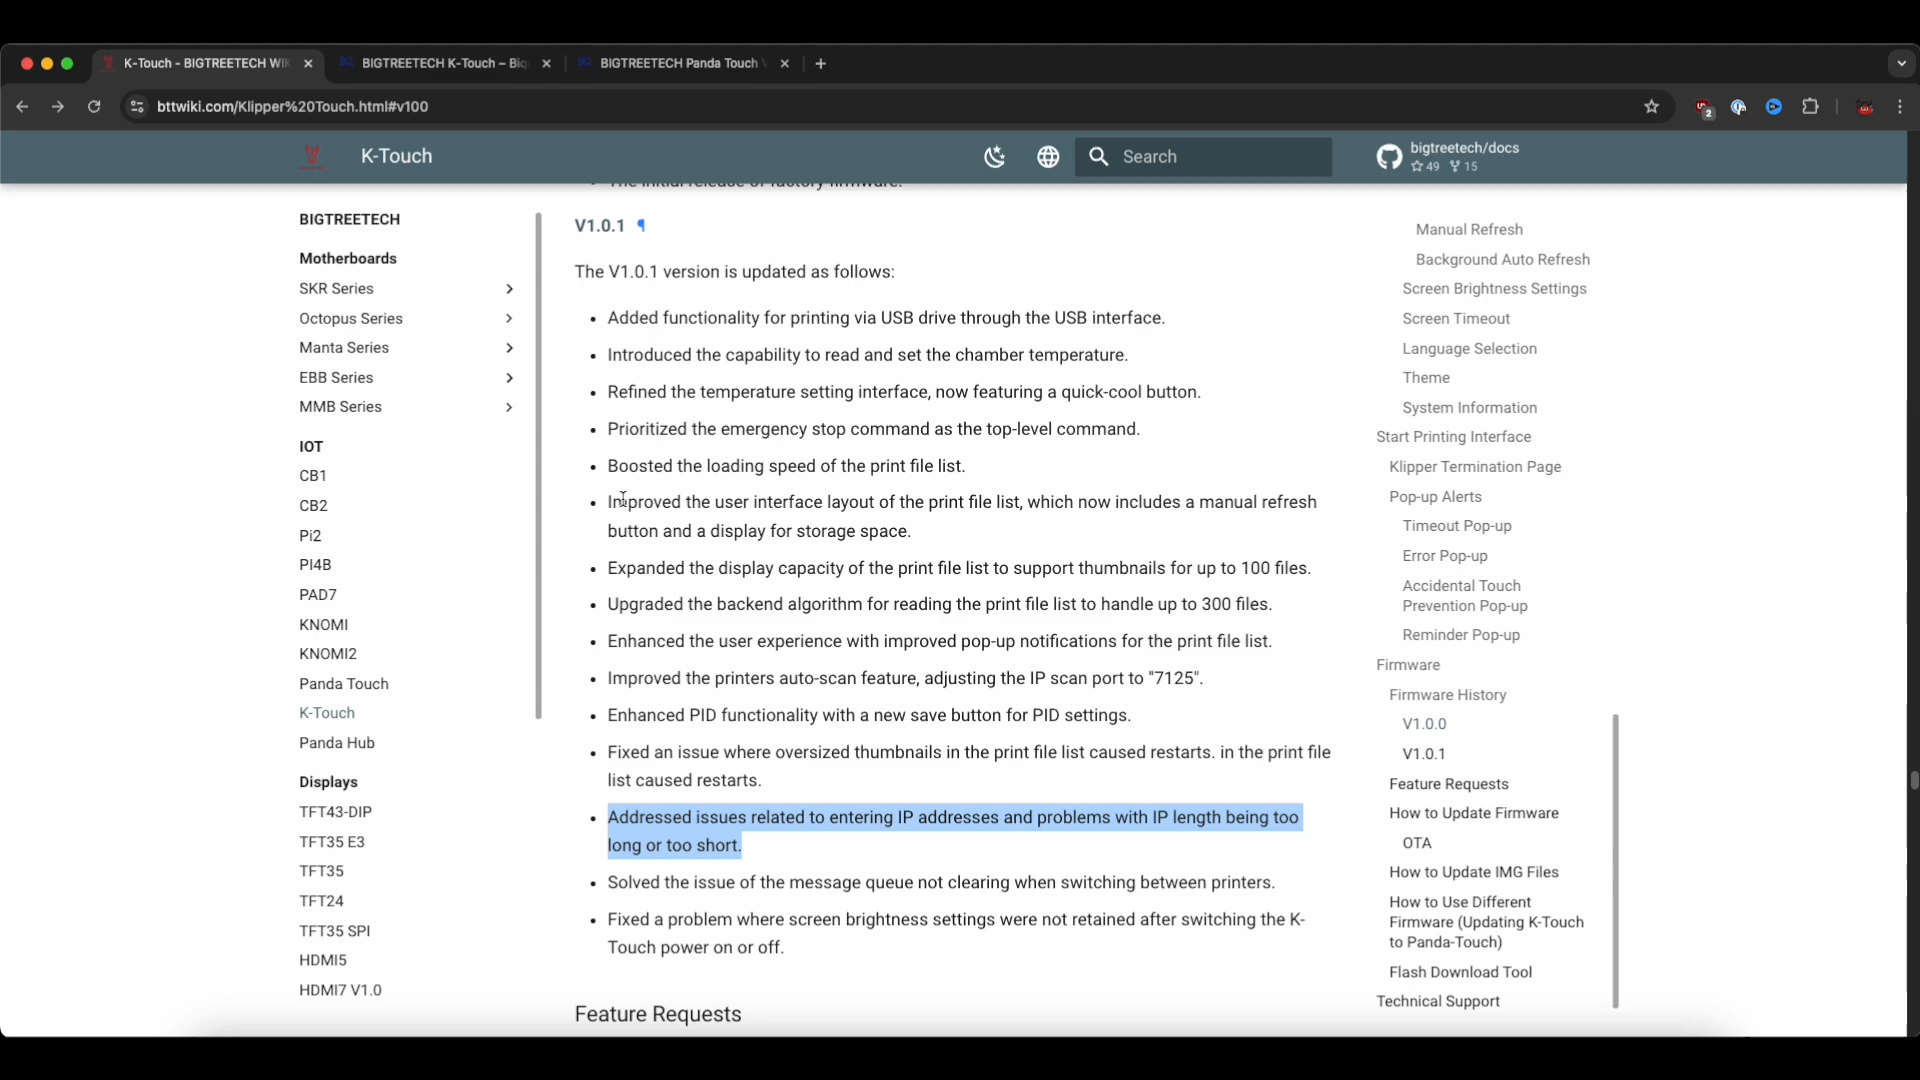 K-Touch - BIGTREETECH WIK
BIGTREETECH K-Touch – Big
BIGTREETECH Panda Touch
bttwiki.com/Klipper%20Touch.html#v100
2
K-Touch
Search
bigtreetech/docs
49 15
The initial release of factory firmware.
BIGTREETECH
Motherboards
SKR Series
Octopus Series
Manta Series
EBB Series
MMB Series
IOT
CB1
CB2
Pi2
PI4B
PAD7
KNOMI
KNOMI2
Panda Touch
K-Touch
Panda Hub
Displays
TFT43-DIP
TFT35 E3
TFT35
TFT24
TFT35 SPI
HDMI5
HDMI7 V1.0
V1.0.1 ¶
The V1.0.1 version is updated as follows:
• Added functionality for printing via USB drive through the USB interface.
• Introduced the capability to read and set the chamber temperature.
• Refined the temperature setting interface, now featuring a quick-cool button.
• Prioritized the emergency stop command as the top-level command.
• Boosted the loading speed of the print file list.
• Improved the user interface layout of the print file list, which now includes a manual refresh
button and a display for storage space.
• Expanded the display capacity of the print file list to support thumbnails for up to 100 files.
• Upgraded the backend algorithm for reading the print file list to handle up to 300 files.
• Enhanced the user experience with improved pop-up notifications for the print file list.
• Improved the printers auto-scan feature, adjusting the IP scan port to "7125".
• Enhanced PID functionality with a new save button for PID settings.
• Fixed an issue where oversized thumbnails in the print file list caused restarts. in the print file
list caused restarts.
• Addressed issues related to entering IP addresses and problems with IP length being too
long or too short.
• Solved the issue of the message queue not clearing when switching between printers.
• Fixed a problem where screen brightness settings were not retained after switching the K-
Touch power on or off.
Feature Requests
Manual Refresh
Background Auto Refresh
Screen Brightness Settings
Screen Timeout
Language Selection
Theme
System Information
Start Printing Interface
Klipper Termination Page
Pop-up Alerts
Timeout Pop-up
Error Pop-up
Accidental Touch
Prevention Pop-up
Reminder Pop-up
Firmware
Firmware History
V1.0.0
V1.0.1
Feature Requests
How to Update Firmware
OTA
How to Update IMG Files
How to Use Different
Firmware (Updating K-Touch
to Panda-Touch)
Flash Download Tool
Technical Support